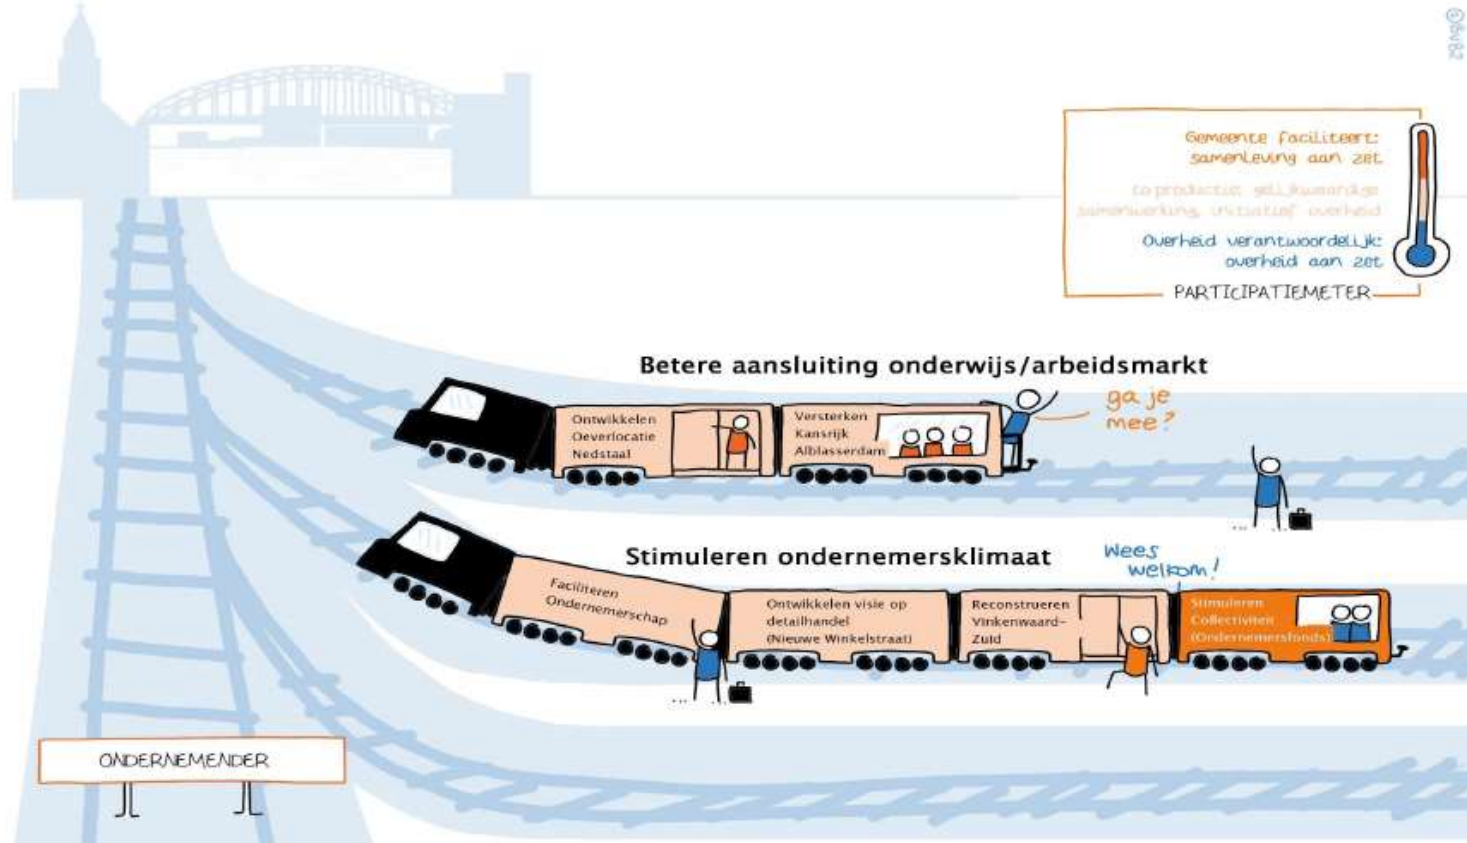 ©BVB2
Gemeente faciliteert:
samenleving aan zet
co productie; gelijkwaardige
samenwerking, initiatief overheid
Overheid verantwoordelijk:
overheid aan zet
PARTICIPATIEMETER
Betere aansluiting onderwijs/arbeidsmarkt
ga je
mee?
Ontwikkelen
Oeverlocatie
Nedstaal
Versterken
Kansrijk
Alblasserdam
Stimuleren ondernemersklimaat
Wees
welkom!
Faciliteren
Ondernemerschap
Ontwikkelen visie op
detailhandel
(Nieuwe Winkelstraat)
Reconstrueren
Vinkenwaard-
Zuid
Stimuleren
Collectiviteit
(Ondernemersfonds)
ONDERNEMENDER